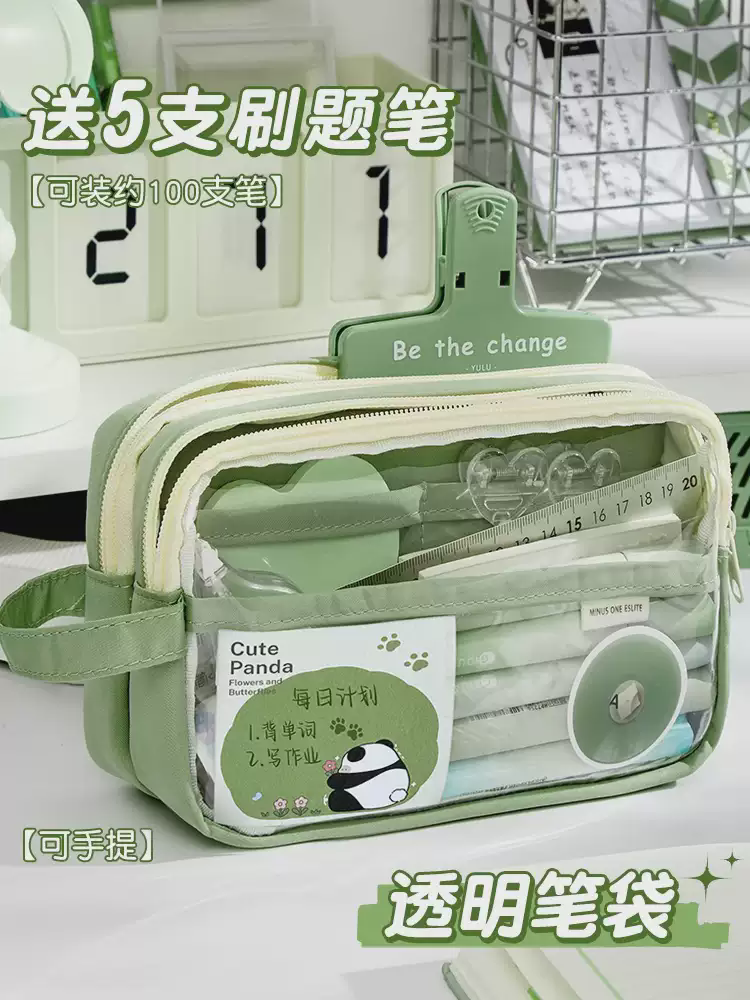 送5支刷题笔
【可装约100支笔】
2 1 1
Be the change
- YULU -
15 16 17 18 19 20
MINUS ONE ESLITE
Cute
Panda
Flowers and
Butterflies
每日计划
1.背单词
2.写作业
A
【可手提】
透明笔袋